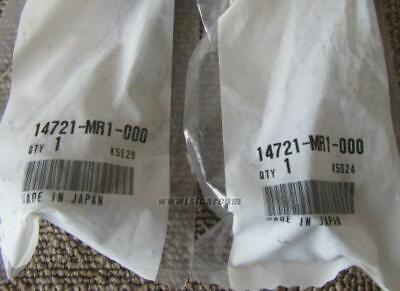 14721-MR1-000
QTY 1 K5E29
MADE IN JAPAN
14721-MR1-000
QTY 1 K5D24
MADE IN JAPAN